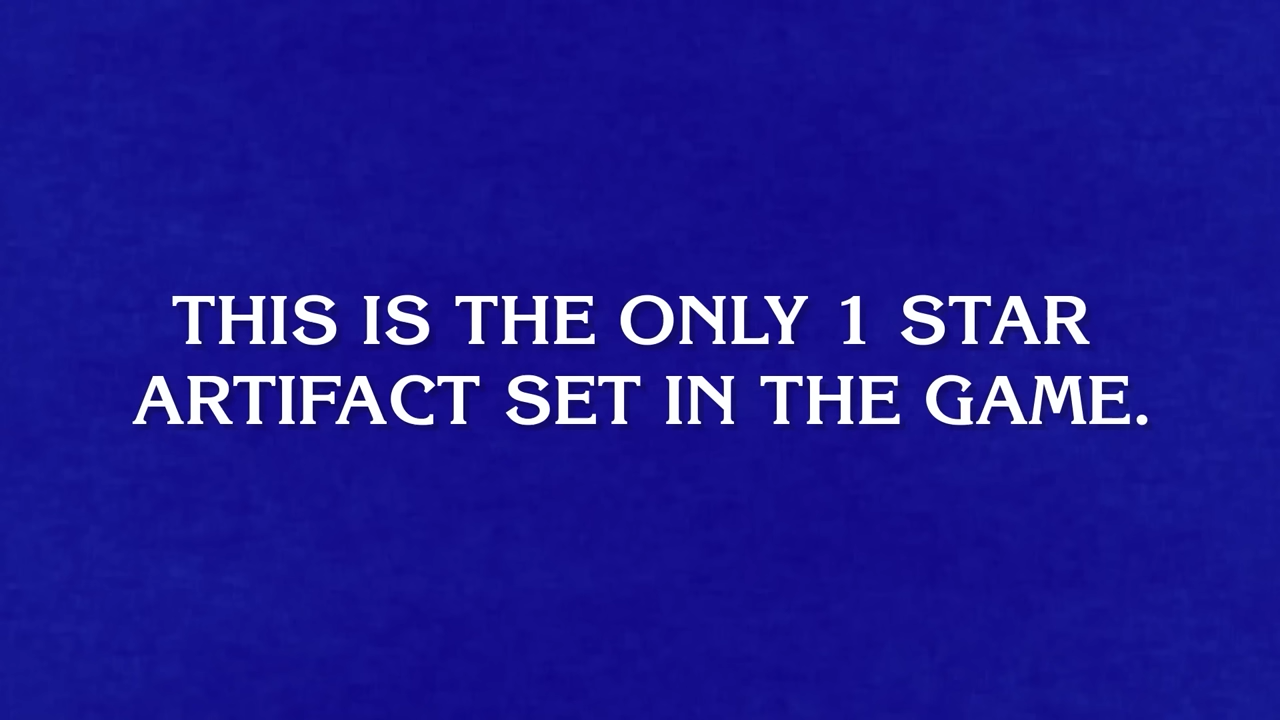 THIS IS THE ONLY 1 STAR
ARTIFACT SET IN THE GAME.